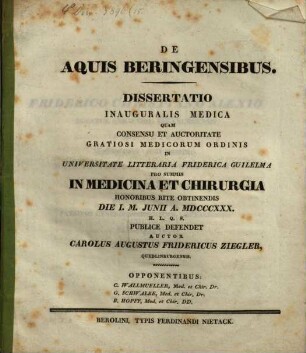 DE
AQUIS BERINGENSIBUS.
DISSERTATIO
INAUGURALIS MEDICA
QUAM
CONSENSU ET AUCTORITATE
GRATIOSI MEDICORUM ORDINIS
IN
UNIVERSITATE LITTERARIA FRIDERICA GUILELMA
PRO SUMMIS
IN MEDICINA ET CHIRURGIA
HONORIBUS RITE OBTINENDIS
DIE I. M. JUNII A. MDCCCXXX.
H. L. Q. S.
PUBLICE DEFENDET
AUCTOR
CAROLUS AUGUSTUS FRIDERICUS ZIEGLER,
QUEDLINBURGENSIS.
OPPONENTIBUS:
C. WALLMUELLER, Med. et Chir. Dr.
G. SCHWALBE, Med. et Chir. Dr.
B. HOPFF, Med. et Chir. DD.
BEROLINI, TYPIS FERDINANDI NIETACK.